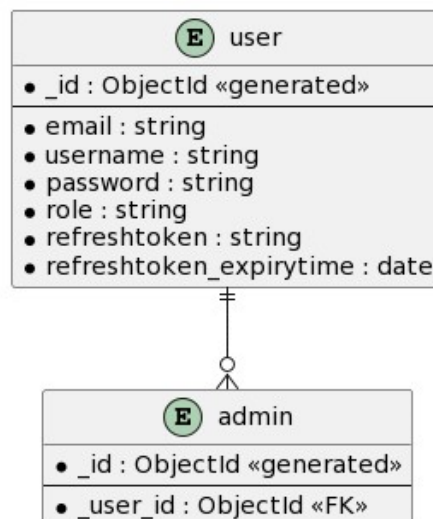 E user
_id : ObjectId «generated»
email : string
username : string
password : string
role : string
refreshtoken : string
refreshtoken_expirytime : date
E admin
_id : ObjectId «generated»
_user_id : ObjectId «FK»